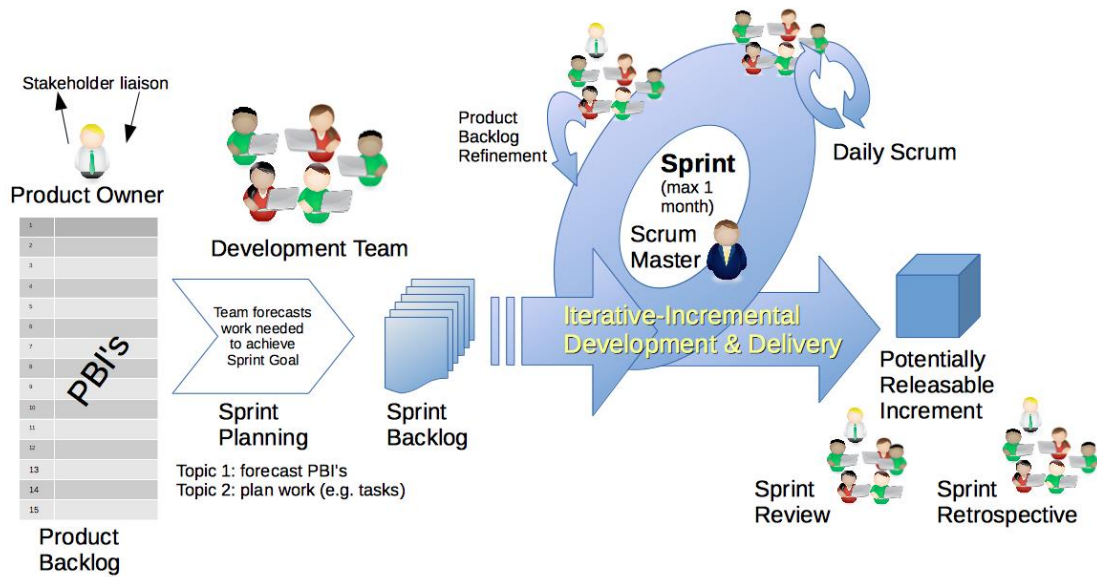 Stakeholder liaison
Product Owner
1
2
3
4
5
6
7
8
9
10
11
12
13
14
15
PBI's
Product
Backlog
Development Team
Team forecasts
work needed
to achieve
Sprint Goal
Sprint
Planning
Topic 1: forecast PBI's
Topic 2: plan work (e.g. tasks)
Sprint
Backlog
Product
Backlog
Refinement
Sprint
(max 1
month)
Scrum
Master
Daily Scrum
Iterative-Incremental
Development & Delivery
Potentially
Releasable
Increment
Sprint
Review
Sprint
Retrospective